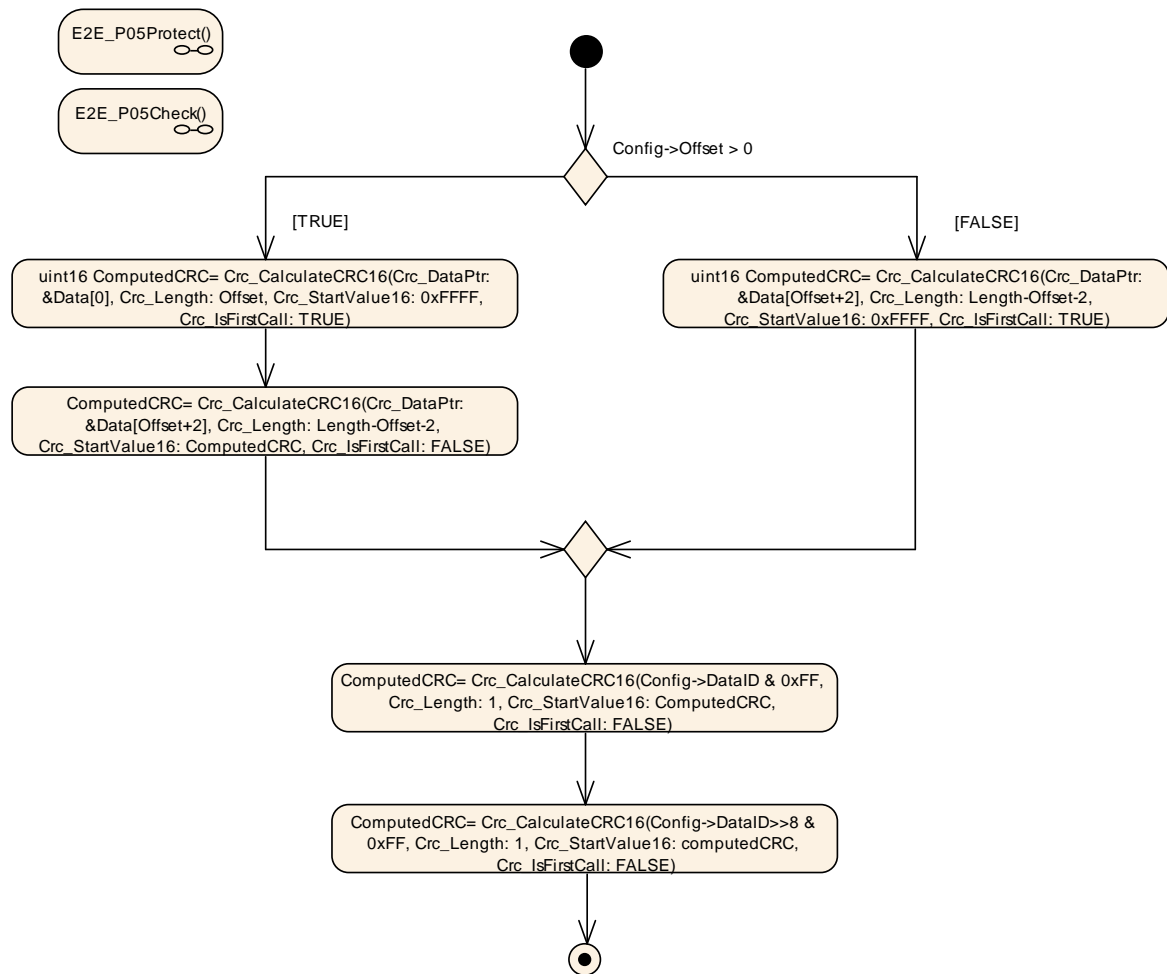 E2E_P05Protect()
E2E_P05Check()
Config->Offset > 0
[TRUE]
[FALSE]
uint16 ComputedCRC= Crc_CalculateCRC16(Crc_DataPtr:
&Data[0], Crc_Length: Offset, Crc_StartValue16: 0xFFFF,
Crc_IsFirstCall: TRUE)
uint16 ComputedCRC= Crc_CalculateCRC16(Crc_DataPtr:
&Data[Offset+2], Crc_Length: Length-Offset-2,
Crc_StartValue16: 0xFFFF, Crc_IsFirstCall: TRUE)
ComputedCRC= Crc_CalculateCRC16(Crc_DataPtr:
&Data[Offset+2], Crc_Length: Length-Offset-2,
Crc_StartValue16: ComputedCRC, Crc_IsFirstCall: FALSE)
ComputedCRC= Crc_CalculateCRC16(Config->DataID & 0xFF,
Crc_Length: 1, Crc_StartValue16: ComputedCRC,
Crc_IsFirstCall: FALSE)
ComputedCRC= Crc_CalculateCRC16(Config->DataID>>8 &
0xFF, Crc_Length: 1, Crc_StartValue16: computedCRC,
Crc_IsFirstCall: FALSE)